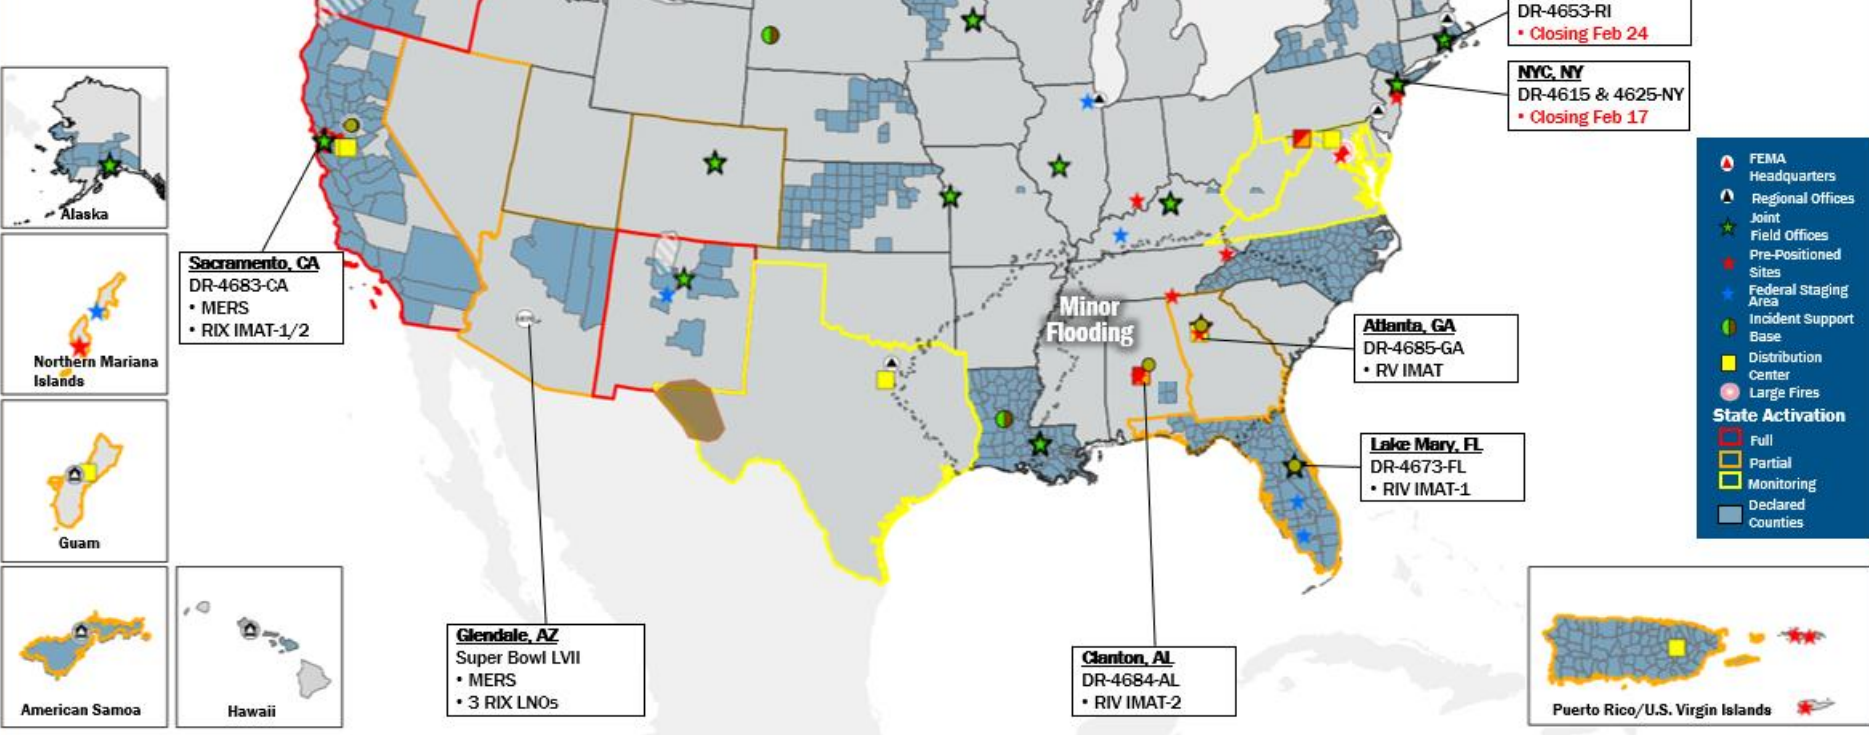 DR-4653-RI
• Closing Feb 24
NYC, NY
DR-4615 & 4625-NY
• Closing Feb 17
Alaska
Sacramento, CA
DR-4683-CA
• MERS
• RIX IMAT-1/2
Northern Mariana
Islands
Guam
American Samoa
Hawaii
Minor
Flooding
Atlanta, GA
DR-4685-GA
• RV IMAT
Lake Mary, FL
DR-4673-FL
• RIV IMAT-1
Glendale, AZ
Super Bowl LVII
• MERS
• 3 RIX LNOs
Clanton, AL
DR-4684-AL
• RIV IMAT-2
FEMA
Headquarters
Regional Offices
Joint
Field Offices
Pre-Positioned
Sites
Federal Staging
Area
Incident Support
Base
Distribution
Center
Large Fires
State Activation
Full
Partial
Monitoring
Declared
Counties
Puerto Rico/U.S. Virgin Islands